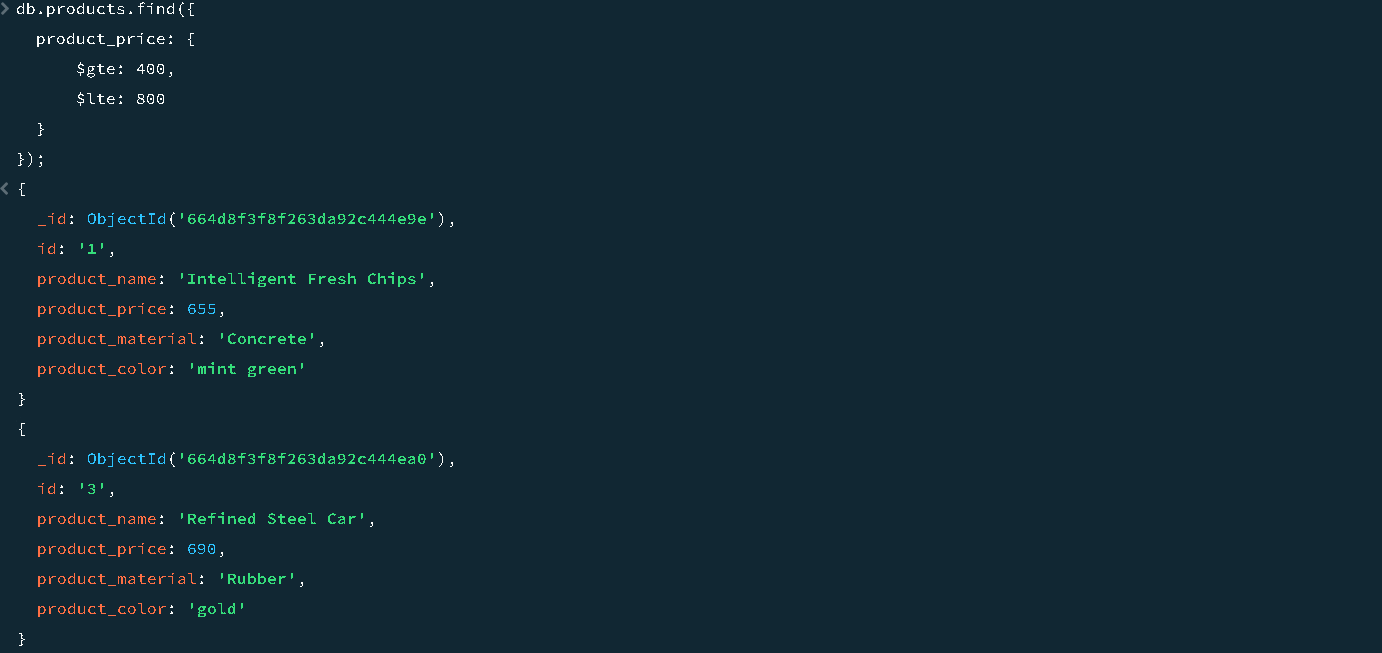 db.products.find({
product_price: {
$gte: 400,
$lte: 800
}
});
{
_id: ObjectId('664d8f3f8f263da92c444e9e'),
id: '1',
product_name: 'Intelligent Fresh Chips',
product_price: 655,
product_material: 'Concrete',
product_color: 'mint green'
}
{
_id: ObjectId('664d8f3f8f263da92c444ea0'),
id: '3',
product_name: 'Refined Steel Car',
product_price: 690,
product_material: 'Rubber',
product_color: 'gold'
}